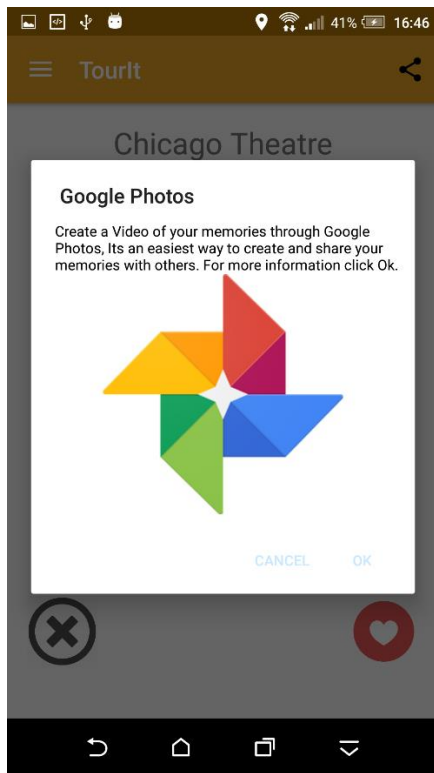 41% 16:46
TourIt
Chicago Theatre
Google Photos
Create a Video of your memories through Google
Photos, Its an easiest way to create and share your
memories with others. For more information click Ok.
CANCEL OK